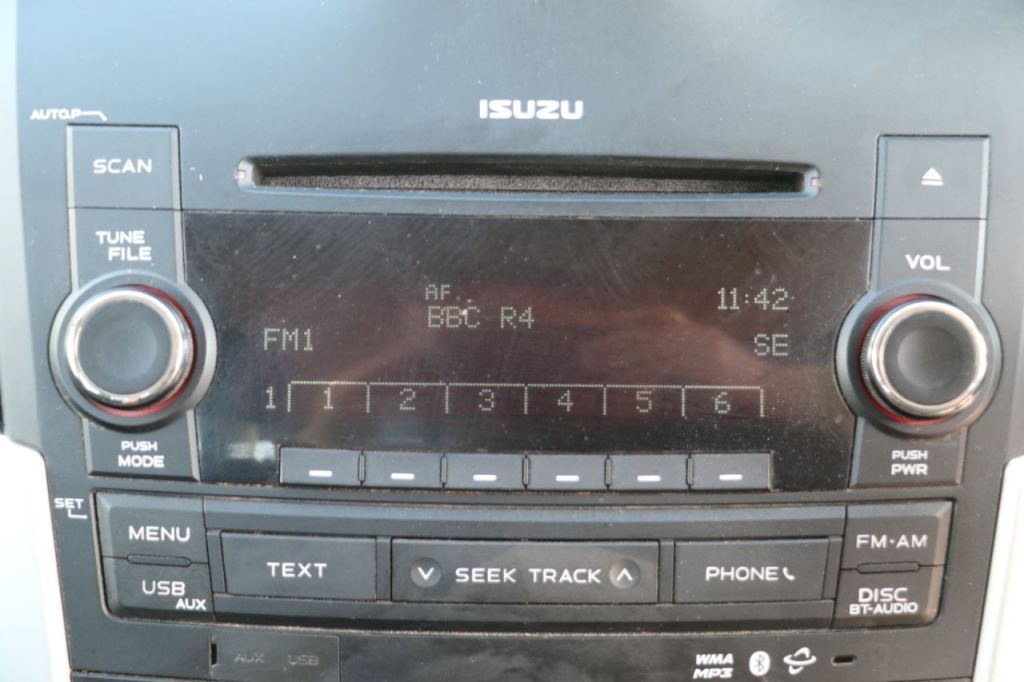 ISUZU
AUTO.P
SCAN
TUNE
FILE
VOL
AF
BBC R4
11:42
FM1
SE
1 1 2 3 4 5 6
PUSH
MODE
PUSH
PWR
SET
MENU
USB
AUX
TEXT
SEEK TRACK
PHONE
FM·AM
DISC
BT-AUDIO
AUX USB
WMA
MP3